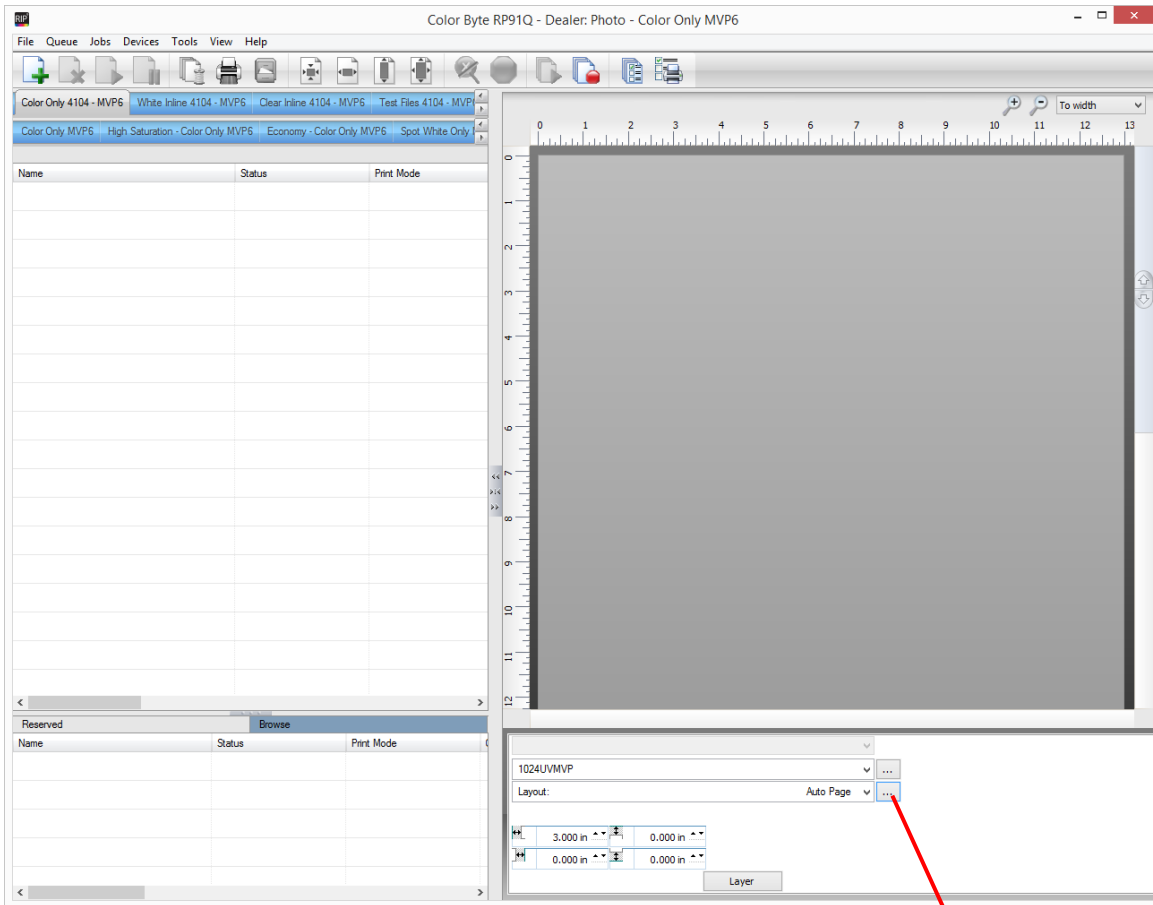 RIP
Color Byte RP91Q - Dealer: Photo - Color Only MVP6
File Queue Jobs Devices Tools View Help
Color Only 4104 - MVP6 White Inline 4104 - MVP6 Clear Inline 4104 - MVP6 Test Files 4104 - MVP
Color Only MVP6 High Saturation - Color Only MVP6 Economy - Color Only MVP6 Spot White Only
To width
0 1 2 3 4 5 6 7 8 9 10 11 12 13
Name Status Print Mode
0
1
2
3
4
5
6
7
8
9
10
11
12
Reserved Browse
Name Status Print Mode
1024UVMVP ...
Layout: Auto Page ...
3.000 in 0.000 in
0.000 in 0.000 in
Layer